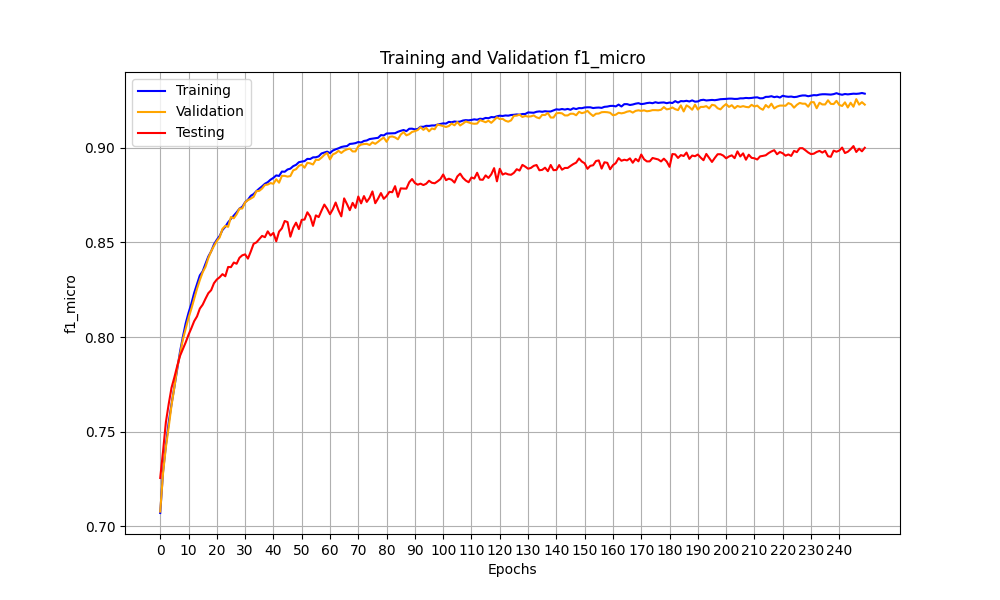 Training and Validation f1_micro
Training
Validation
Testing
f1_micro
0.90
0.85
0.80
0.75
0.70
0 10 20 30 40 50 60 70 80 90 100 110 120 130 140 150 160 170 180 190 200 210 220 230 240
Epochs